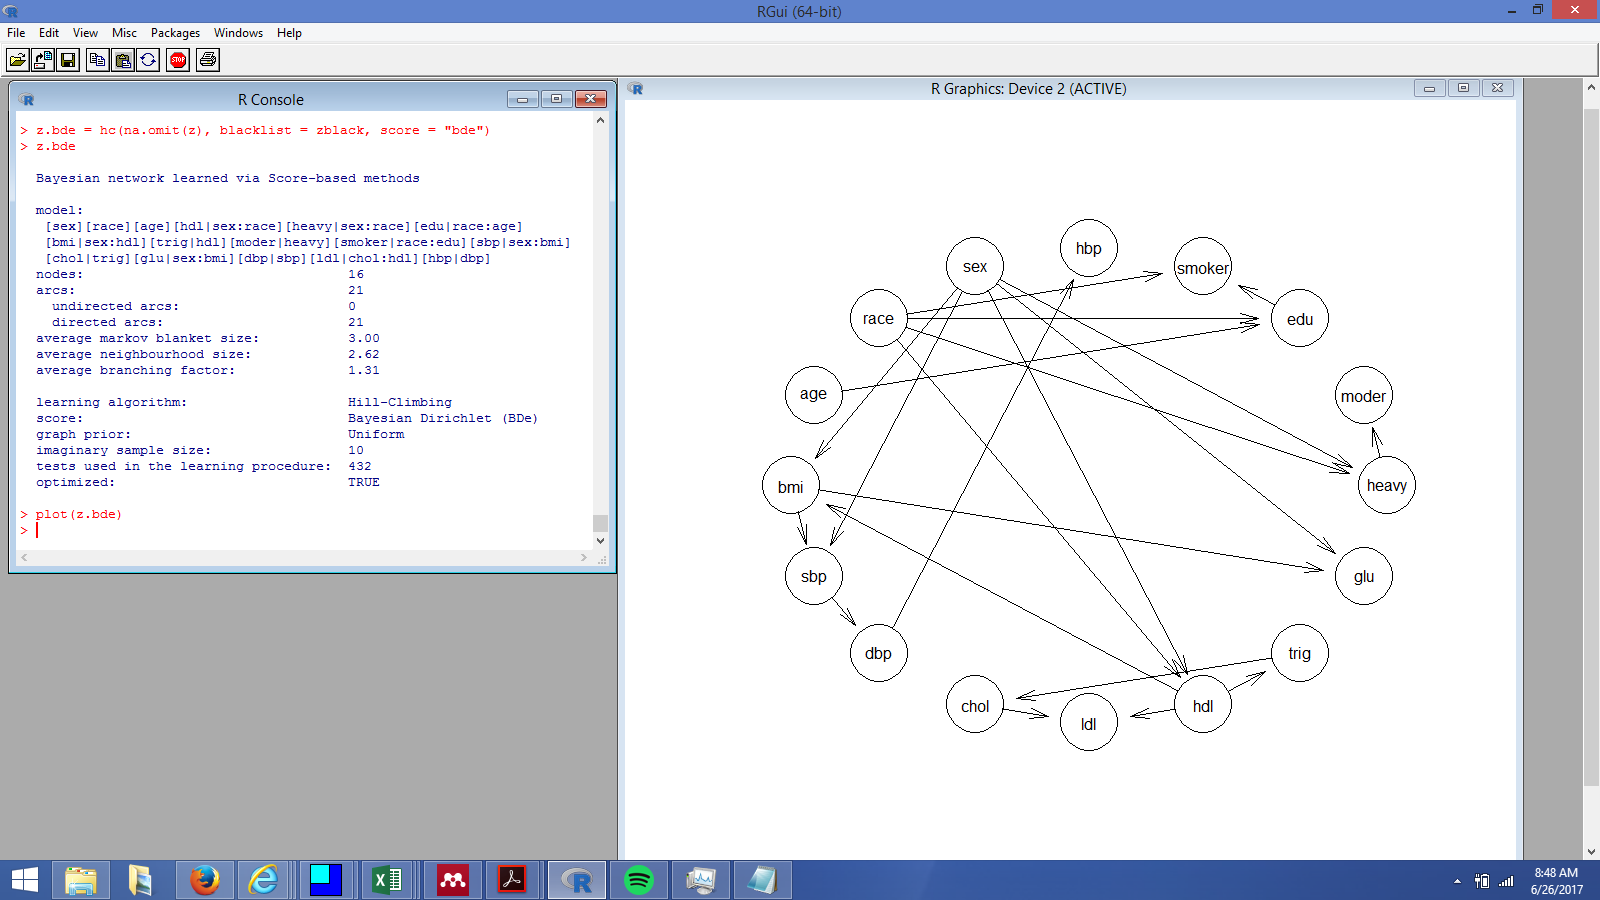 RGui (64-bit)
File Edit View Misc Packages Windows Help
STOP
R Console
> z.bde = hc(na.omit(z), blacklist = zblack, score = "bde")
> z.bde
Bayesian network learned via Score-based methods
model:
[sex][race][age][hdl|sex:race][heavy|sex:race][edu|race:age]
[bmi|sex:hdl][trig|hdl][moder|heavy][smoker|race:edu][sbp|sex:bmi]
[chol|trig][glu|sex:bmi][dbp|sbp][ldl|chol:hdl][hbp|dbp]
nodes: 16
arcs: 21
undirected arcs: 0
directed arcs: 21
average markov blanket size: 3.00
average neighbourhood size: 2.62
average branching factor: 1.31
learning algorithm: Hill-Climbing
score: Bayesian Dirichlet (BDe)
graph prior: Uniform
imaginary sample size: 10
tests used in the learning procedure: 432
optimized: TRUE
> plot(z.bde)
>
R Graphics: Device 2 (ACTIVE)
hbp
sex
smoker
race
edu
age
moder
bmi
heavy
sbp
glu
dbp
trig
chol
hdl
ldl
8:48 AM
6/26/2017